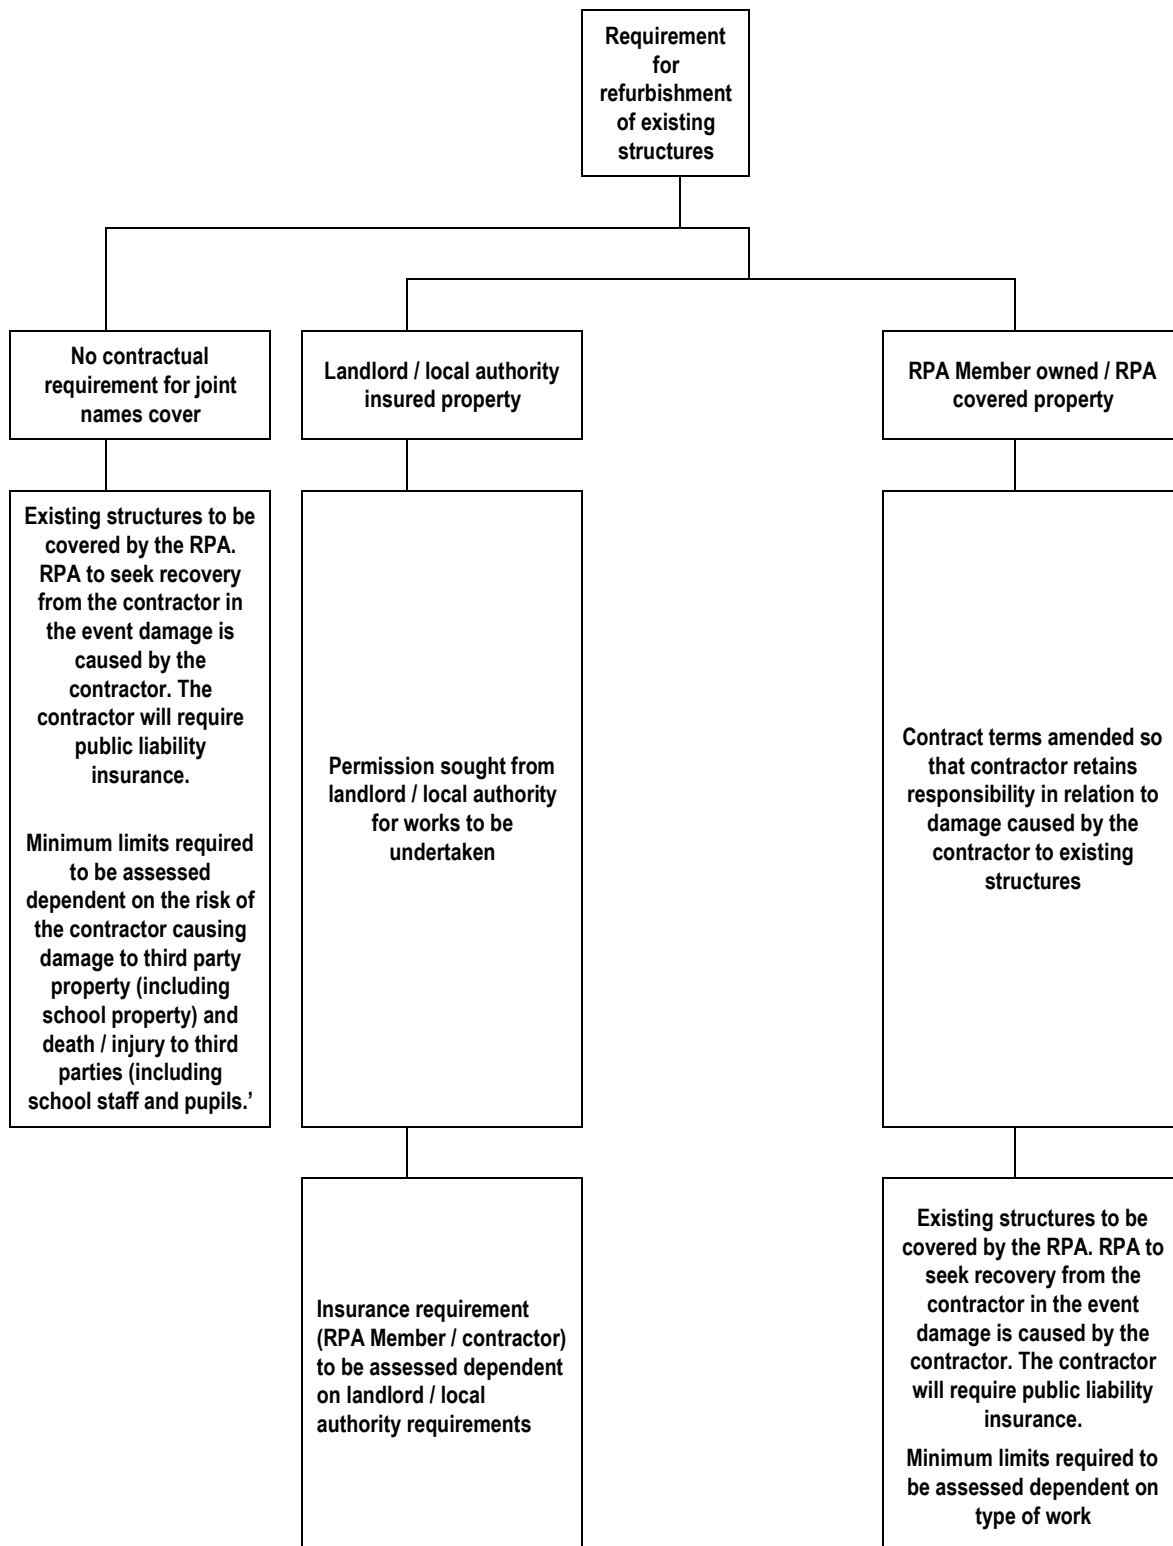 Requirement
for
refurbishment
of existing
structures
No contractual
requirement for joint
names cover
Landlord / local authority
insured property
RPA Member owned / RPA
covered property
Existing structures to be
covered by the RPA.
RPA to seek recovery
from the contractor in
the event damage is
caused by the
contractor. The
contractor will require
public liability
insurance.
Minimum limits required
to be assessed
dependent on the risk of
the contractor causing
damage to third party
property (including
school property) and
death / injury to third
parties (including
school staff and pupils.’
Permission sought from
landlord / local authority
for works to be
undertaken
Contract terms amended so
that contractor retains
responsibility in relation to
damage caused by the
contractor to existing
structures
Insurance requirement
(RPA Member / contractor)
to be assessed dependent
on landlord / local
authority requirements
Existing structures to be
covered by the RPA. RPA to
seek recovery from the
contractor in the event
damage is caused by the
contractor. The contractor
will require public liability
insurance.
Minimum limits required to
be assessed dependent on
type of work